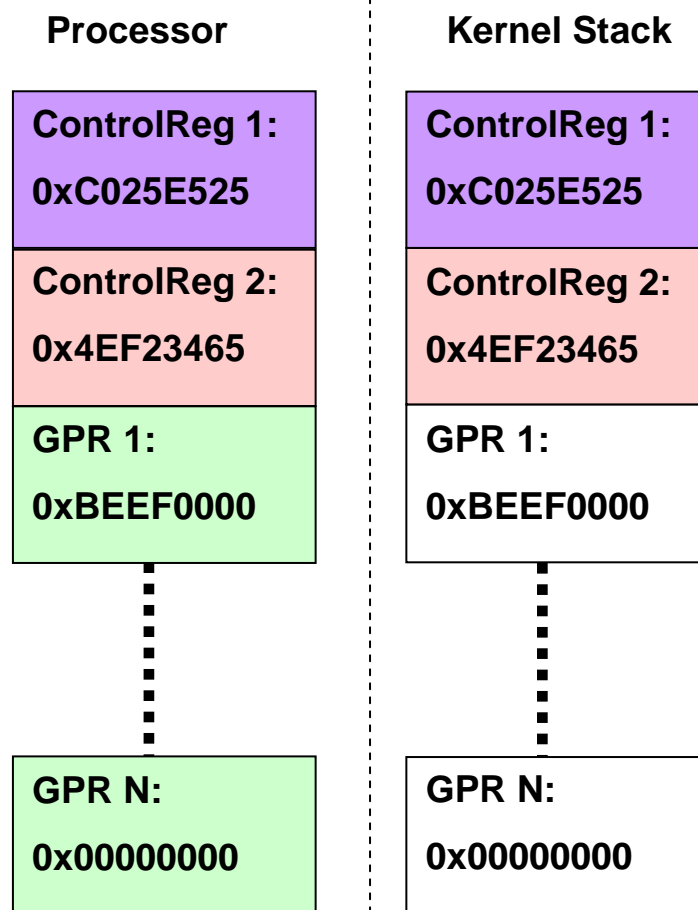 Processor
ControlReg 1:
0xC025E525
ControlReg 2:
0x4EF23465
GPR 1:
0xBEEF0000
GPR N:
0x00000000
Kernel Stack
ControlReg 1:
0xC025E525
ControlReg 2:
0x4EF23465
GPR 1:
0xBEEF0000
GPR N:
0x00000000